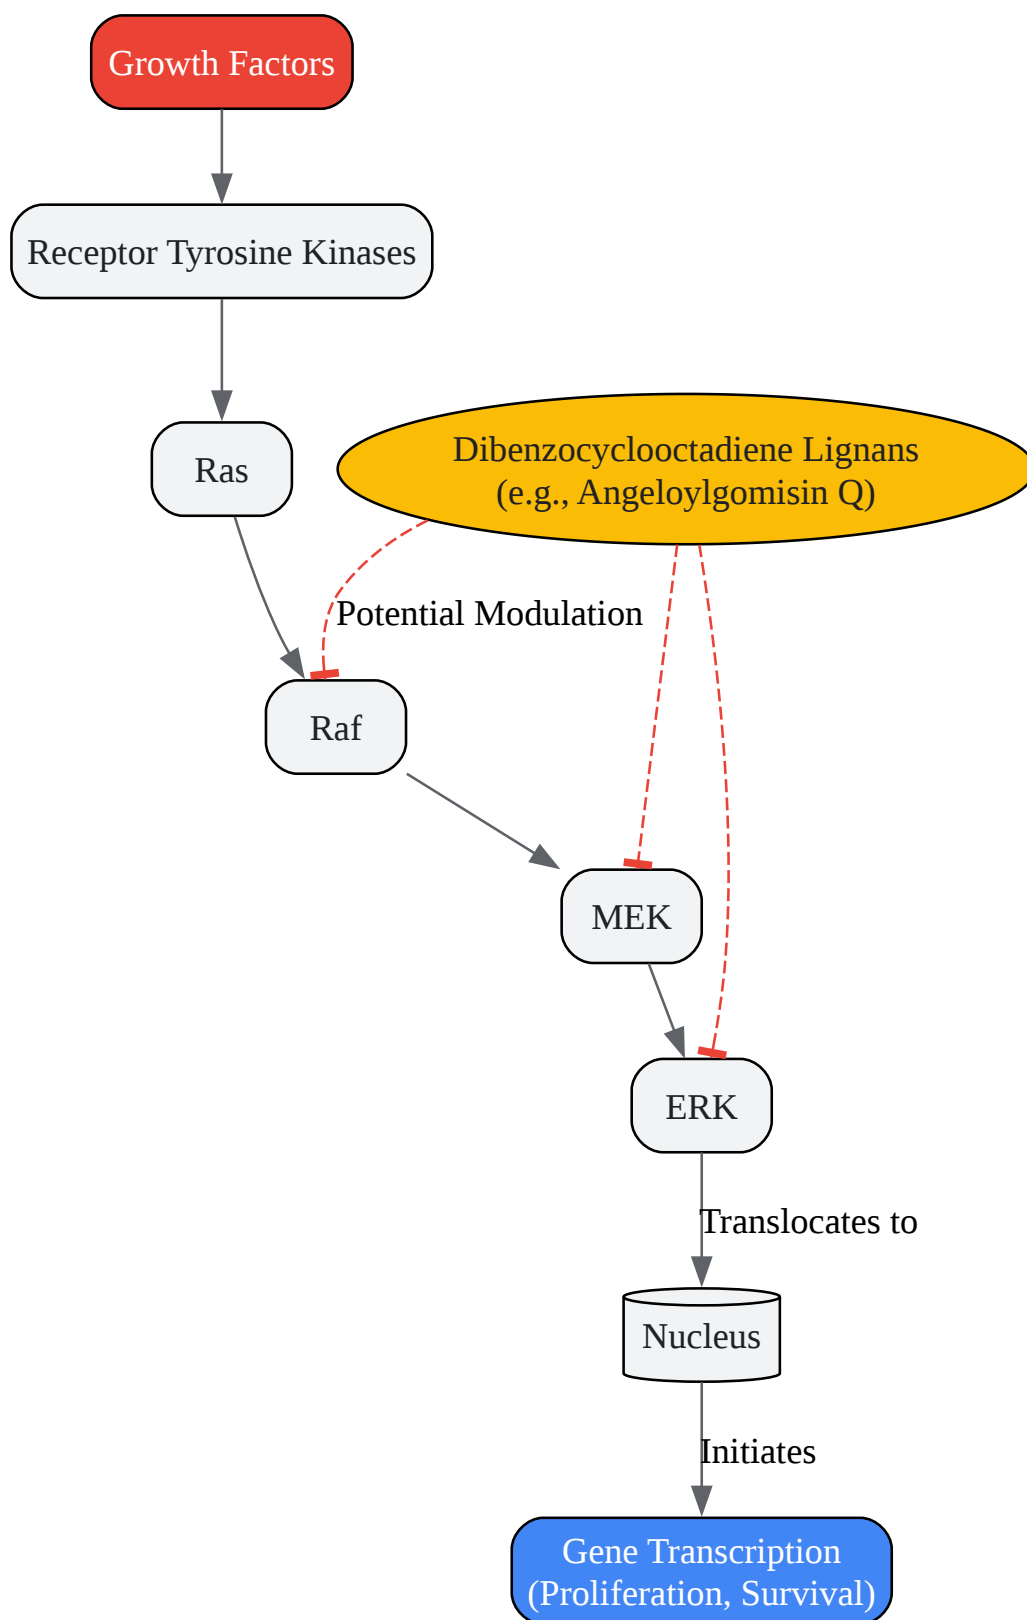 Growth Factors
Receptor Tyrosine Kinases
Ras
Dibenzocyclooctadiene Lignans
(e.g., Angeloylgomisin Q)
Potential Modulation
Raf
MEK
ERK
Translocates to
Nucleus
Initiates
Gene Transcription
(Proliferation, Survival)